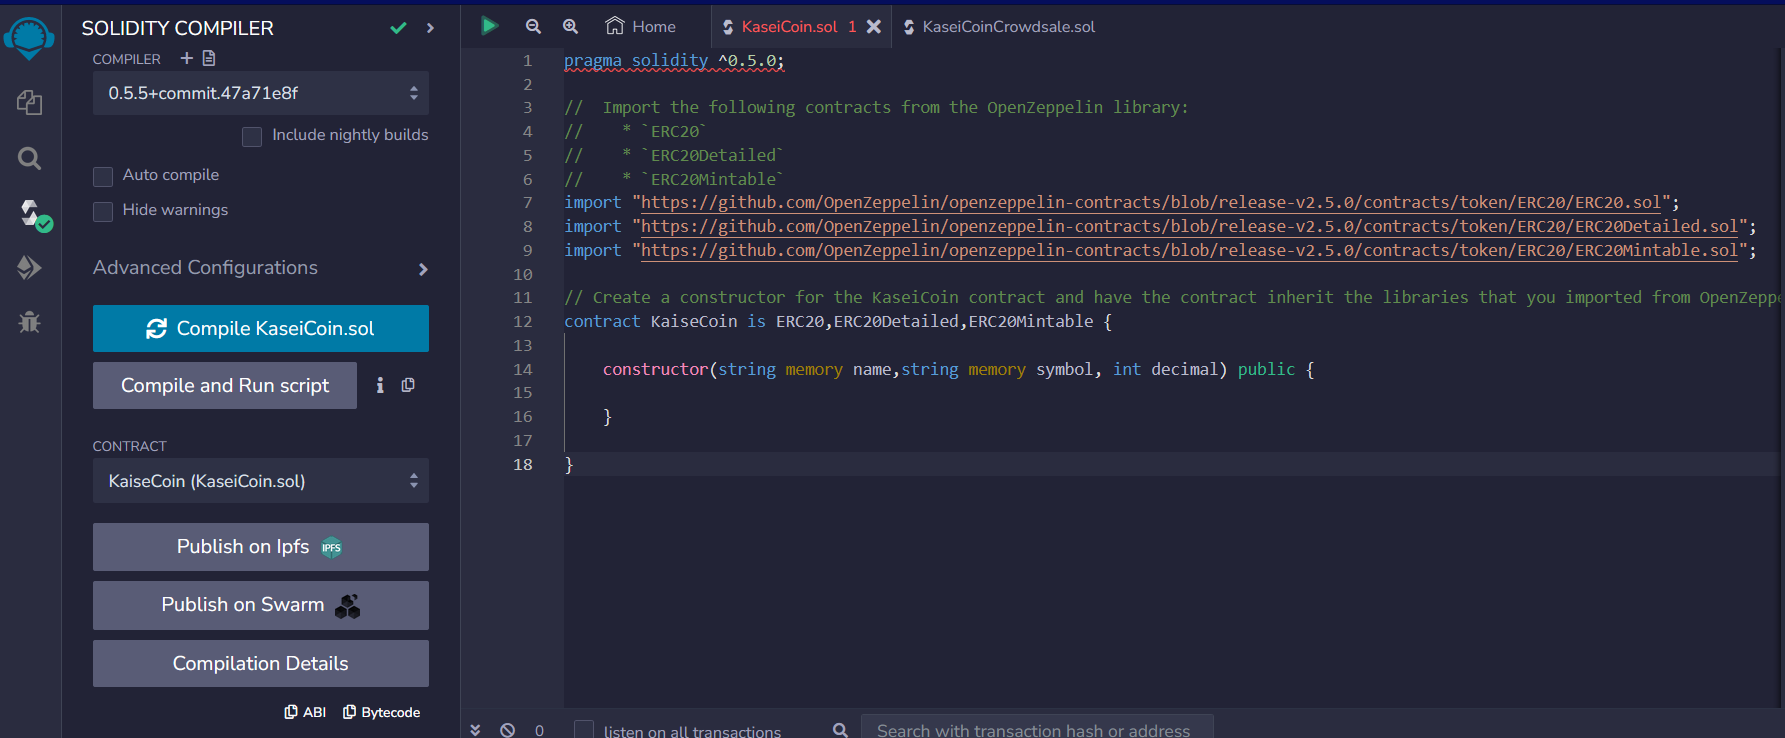 SOLIDITY COMPILER
COMPILER
0.5.5+commit.47a71e8f
Include nightly builds
Auto compile
Hide warnings
Advanced Configurations
Compile KaseiCoin.sol
Compile and Run script
CONTRACT
KaiseCoin (KaseiCoin.sol)
Publish on Ipfs IPFS
Publish on Swarm
Compilation Details
ABI Bytecode
Home KaseiCoin.sol 1 KaseiCoinCrowdsale.sol
1 pragma solidity ^0.5.0;
2
3 //  Import the following contracts from the OpenZeppelin library:
4 //    * `ERC20`
5 //    * `ERC20Detailed`
6 //    * `ERC20Mintable`
7 import "https://github.com/OpenZeppelin/openzeppelin-contracts/blob/release-v2.5.0/contracts/token/ERC20/ERC20.sol";
8 import "https://github.com/OpenZeppelin/openzeppelin-contracts/blob/release-v2.5.0/contracts/token/ERC20/ERC20Detailed.sol";
9 import "https://github.com/OpenZeppelin/openzeppelin-contracts/blob/release-v2.5.0/contracts/token/ERC20/ERC20Mintable.sol";
10
11 // Create a constructor for the KaseiCoin contract and have the contract inherit the libraries that you imported from OpenZeppe
12 contract KaiseCoin is ERC20,ERC20Detailed,ERC20Mintable {
13
14     constructor(string memory name,string memory symbol, int decimal) public {
15
16     }
17
18 }
0 listen on all transactions Search with transaction hash or address